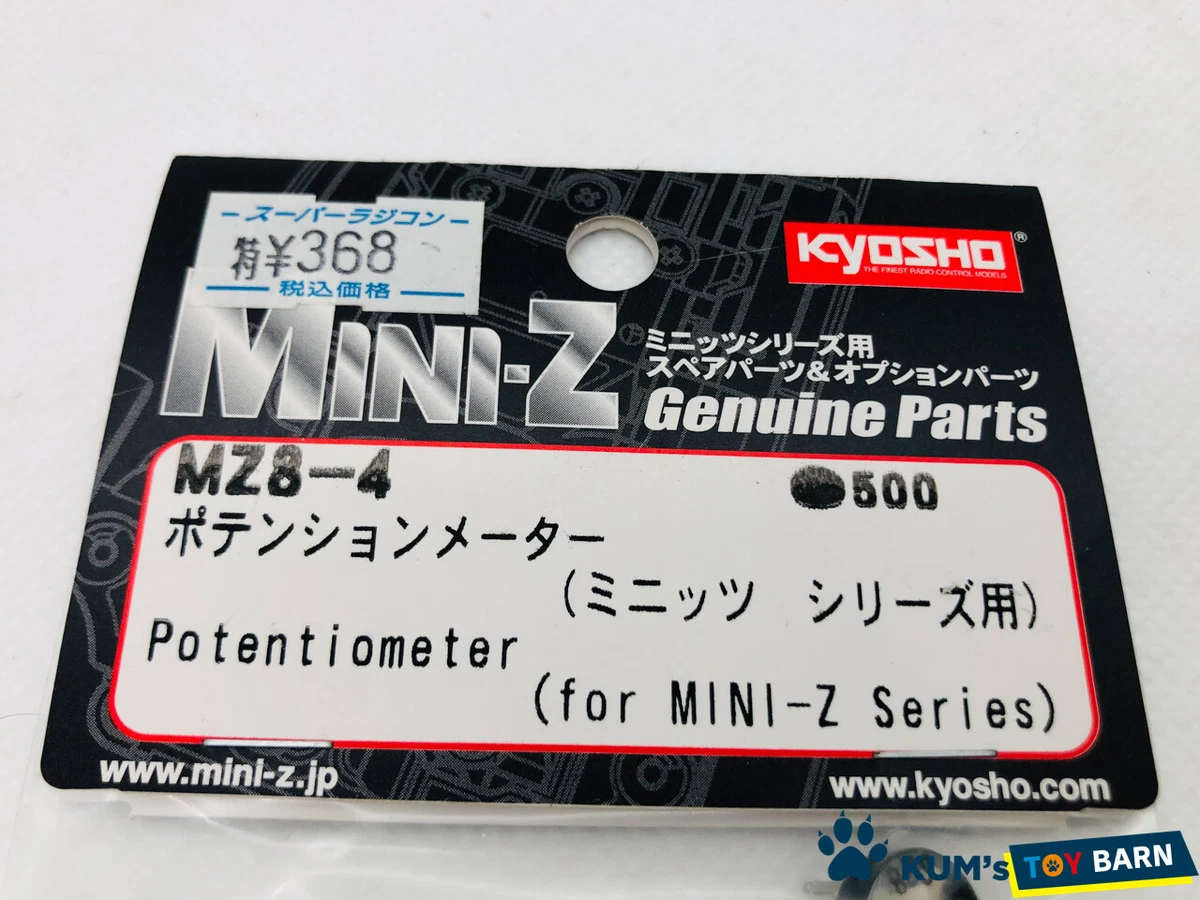 －スーパーラジコン－
特価¥368
税込価格
KYOSHO®
THE FINEST RADIO CONTROL MODELS
MINI-Z
ミニッツシリーズ用
スペアパーツ&オプションパーツ
Genuine Parts
MZ8-4
●500
ポテンションメーター
(ミニッツ シリーズ用)
Potentiometer
(for MINI-Z Series)
www.mini-z.jp
www.kyosho.com
KUM's TOY BARN